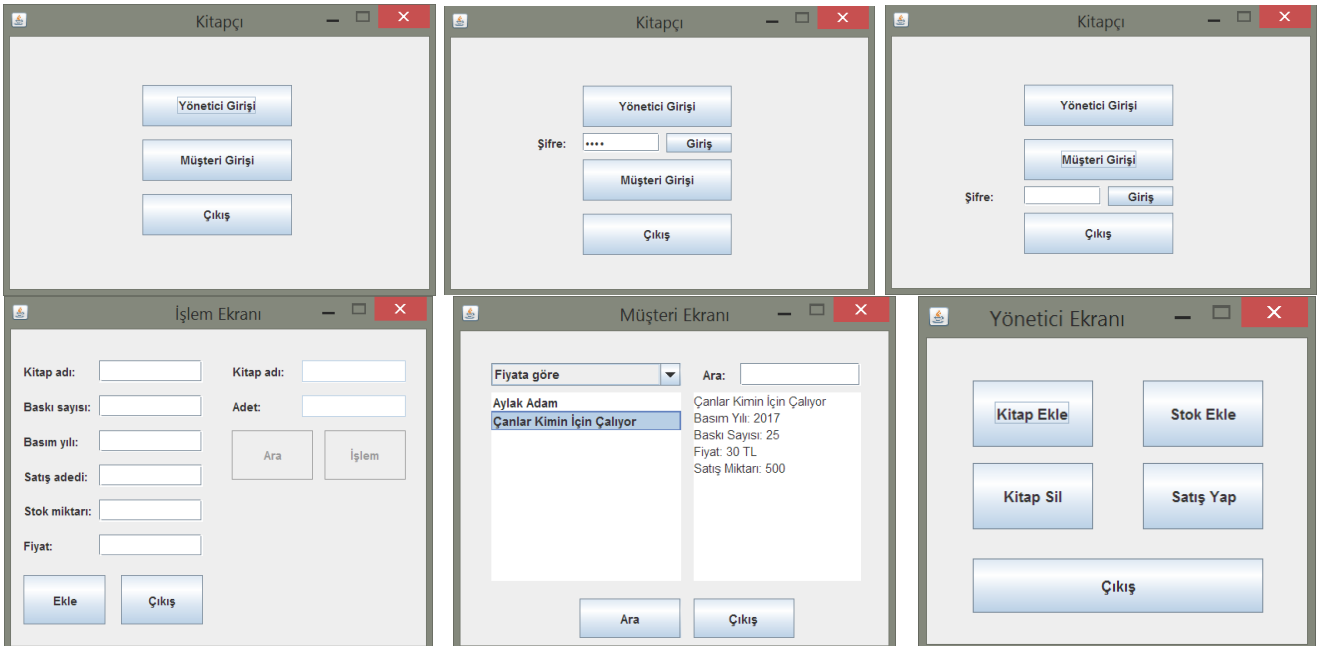 Kitapçı
Yönetici Girişi
Müşteri Girişi
Çıkış
Kitapçı
Yönetici Girişi
Şifre: •••• Giriş
Müşteri Girişi
Çıkış
Kitapçı
Yönetici Girişi
Müşteri Girişi
Şifre: Giriş
Çıkış
İşlem Ekranı
Kitap adı: Kitap adı:
Baskı sayısı: Adet:
Basım yılı:
Ara İşlem
Satış adedi:
Stok miktarı:
Fiyat:
Ekle Çıkış
Müşteri Ekranı
Fiyata göre Ara:
Aylak Adam
Çanlar Kimin İçin Çalıyor
Çanlar Kimin İçin Çalıyor
Basım Yılı: 2017
Baskı Sayısı: 25
Fiyat: 30 TL
Satış Miktarı: 500
Ara Çıkış
Yönetici Ekranı
Kitap Ekle Stok Ekle
Kitap Sil Satış Yap
Çıkış